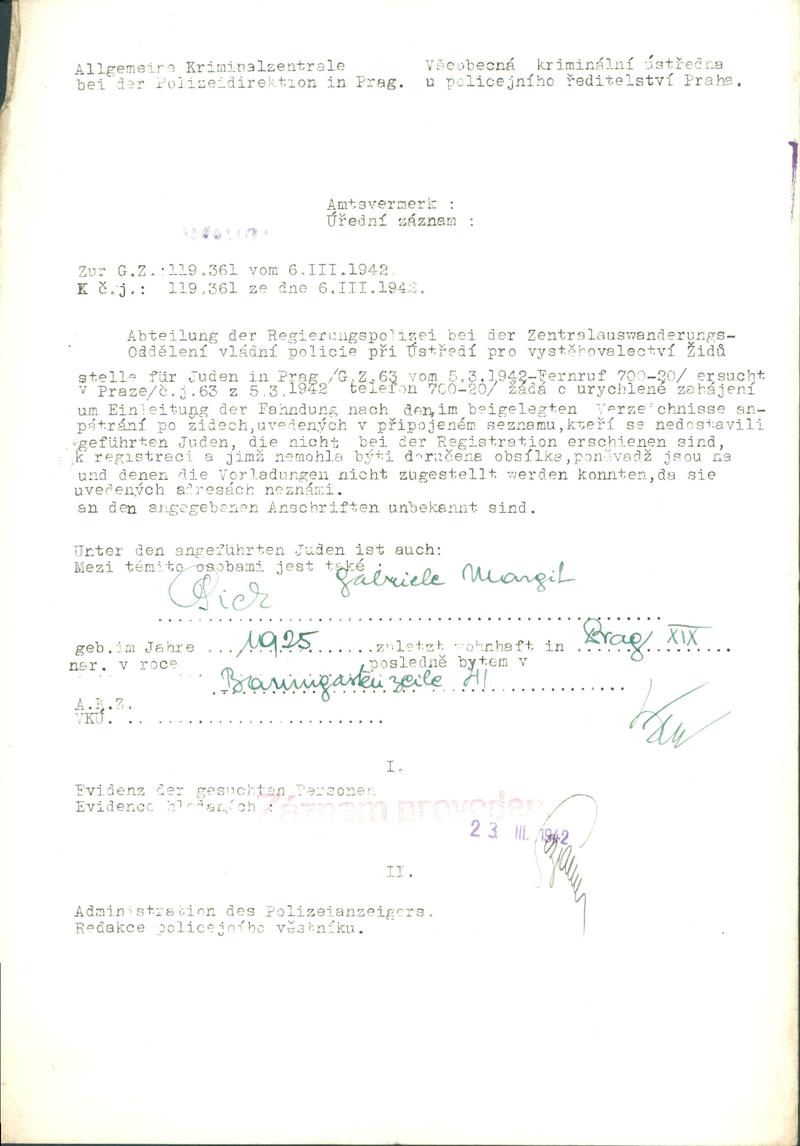 Allgemeine Kriminalzentrale
bei der Polizeidirektion in Prag.
Všeobecná kriminální ústředna
u policejního ředitelství Praha.
Amtsvermerk :
Úřední záznam :
Zur G.Z.:119.361 vom 6.III.1942.
K č.j.: 119.361 ze dne 6.III.1942.
Abteilung der Regierungspolizei bei der Zentralauswanderungs-
Oddělení vládní policie při Ústředí pro vystěhovalectví Židů
stelle für Juden in Prag /G.Z.63 vom 5.3.1942-Fernruf 700-20/ ersucht
v Praze/č.j.63 z 5.3.1942 telefon 700-20/ žádá o urychlené zahájení
um Einleitung der Fahndung nach den,im beigelegten Verzeichnisse an-
pátrání po židech,uvedených v připojeném seznamu,kteří se nedostavili
geführten Juden, die nicht bei der Registration erschienen sind,
k registraci a jimž nemohla býti doručena obsílka,poněvadž jsou na
und denen die Vorladungen nicht zugestellt werden konnten,da sie
uvedených adresách neznámi.
an den angegebenen Anschriften unbekannt sind.
Unter den angeführten Juden ist auch:
Mezi těmito osobami jest také :
Pick Gabriele Margit
geb.im Jahre 1925 zuletzt wohnhaft in Prag XIX
nar. v roce posledně bytem v
Baumgartenzeile
A.K.Z.
VKÚ.
I.
Evidenz der gesuchten Personen
Evidence hledaných :
Záznam proveden
23 III. 1942
II.
Administration des Polizeianzeigers.
Redakce policejního věstníku.